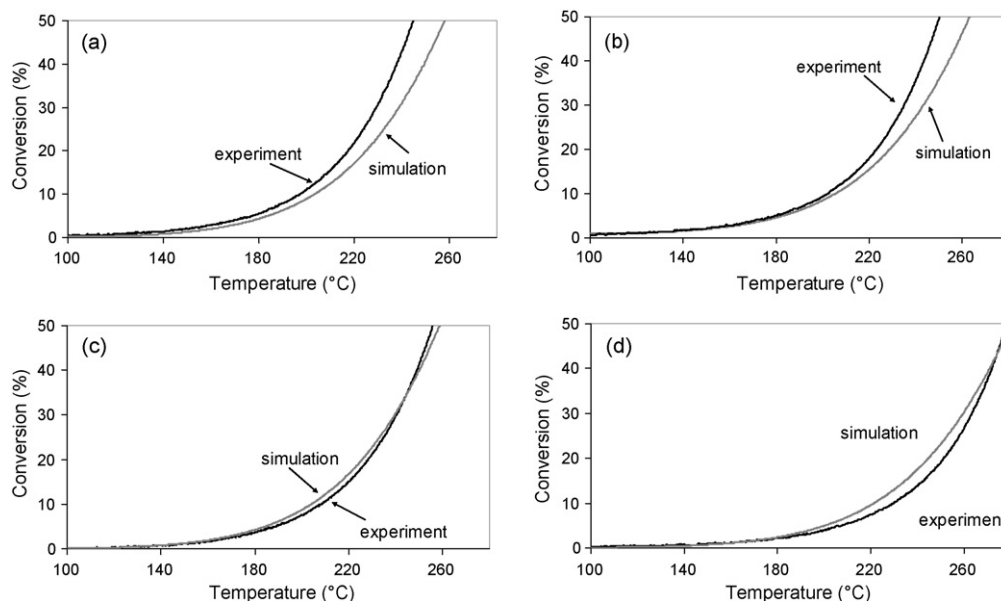 (a)
Conversion (%)
50
40
30
20
10
0
experiment
simulation
100 140 180 220 260
Temperature (°C)
(b)
Conversion (%)
50
40
30
20
10
0
experiment
simulation
100 140 180 220 260
Temperature (°C)
(c)
Conversion (%)
50
40
30
20
10
0
simulation
experiment
100 140 180 220 260
Temperature (°C)
(d)
Conversion (%)
50
40
30
20
10
0
simulation
experiment
100 140 180 220 260
Temperature (°C)